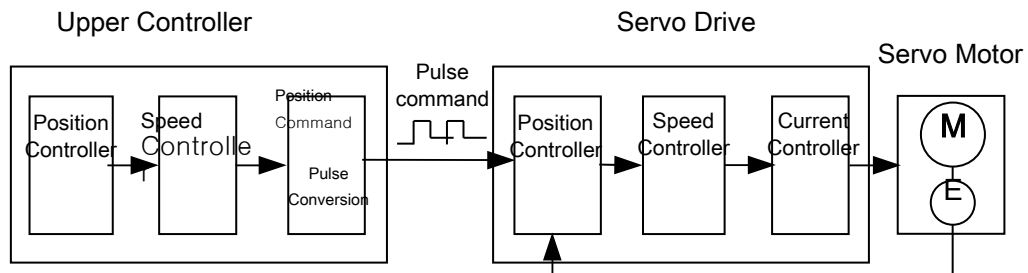 Upper Controller
Servo Drive
Servo Motor
Pulse
command
Position
Controller
Speed
Controlle
r
Position
Command
Pulse
Conversion
Position
Controller
Speed
Controller
Current
Controller
M
E